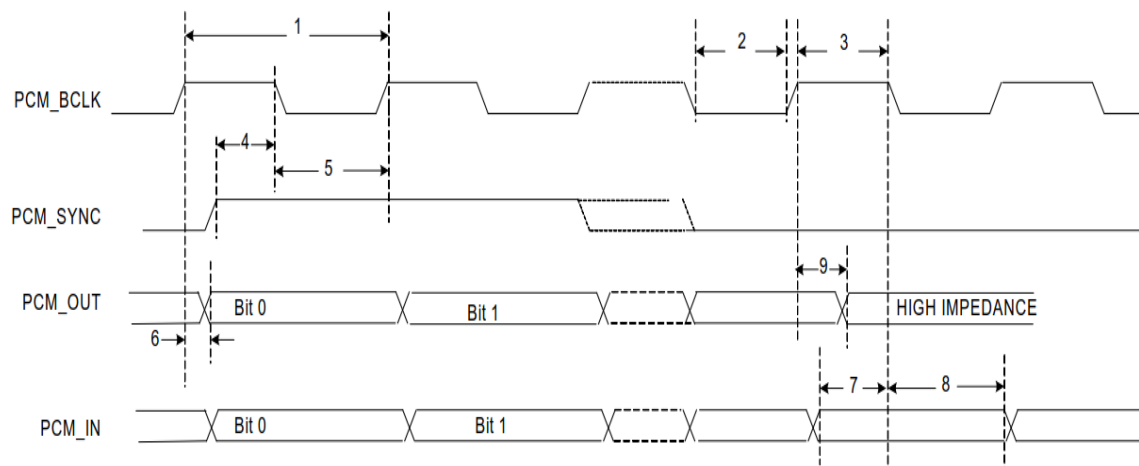 1
2
3
PCM_BCLK
4
5
PCM_SYNC
9
PCM_OUT
Bit 0
Bit 1
HIGH IMPEDANCE
6
7
8
PCM_IN
Bit 0
Bit 1